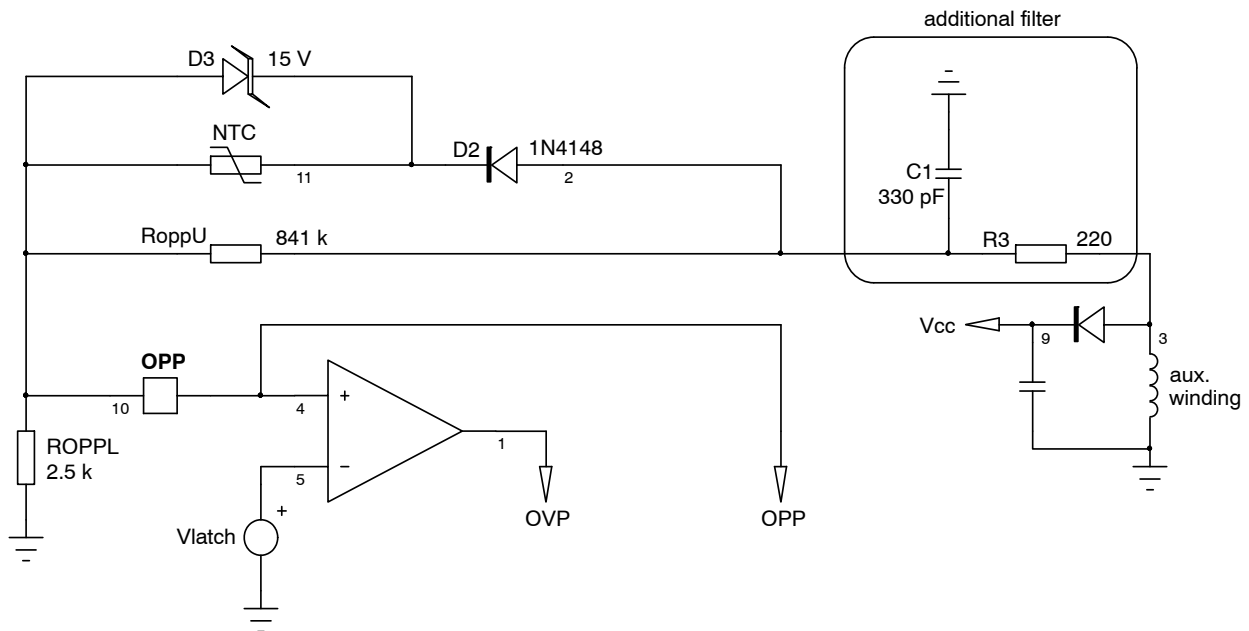 additional filter
D3 15 V
NTC
11
D2 1N4148
2
C1
330 pF
RoppU 841 k
R3 220
Vcc
9
3
aux.
winding
OPP
10
4
+
ROPPL
2.5 k
1
5
−
+
Vlatch
OVP
OPP